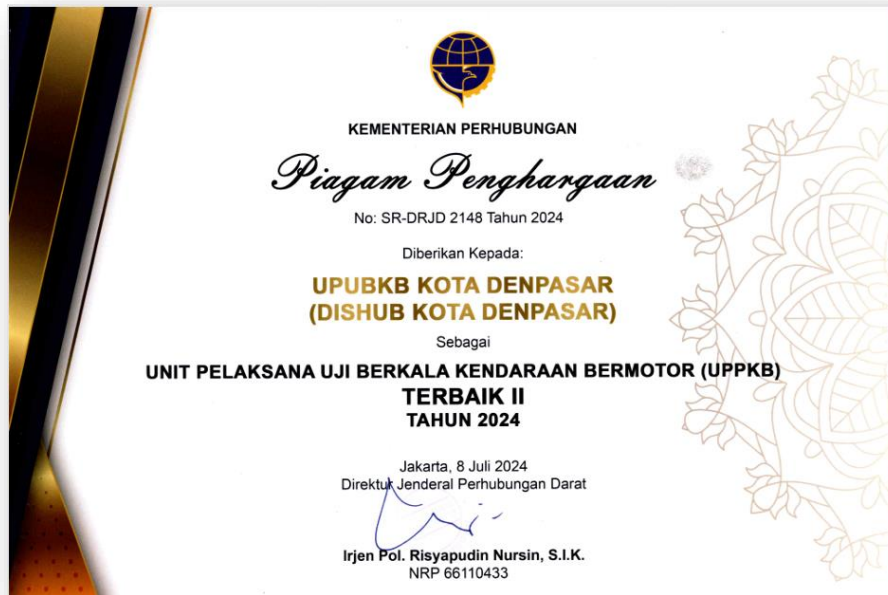 KEMENTERIAN PERHUBUNGAN
Piagam Penghargaan
No: SR-DRJD 2148 Tahun 2024
Diberikan Kepada:
UPUBKB KOTA DENPASAR
(DISHUB KOTA DENPASAR)
Sebagai
UNIT PELAKSANA UJI BERKALA KENDARAAN BERMOTOR (UPPKB)
TERBAIK II
TAHUN 2024
Jakarta, 8 Juli 2024
Direktur Jenderal Perhubungan Darat
Irjen Pol. Risyapudin Nursin, S.I.K.
NRP 66110433